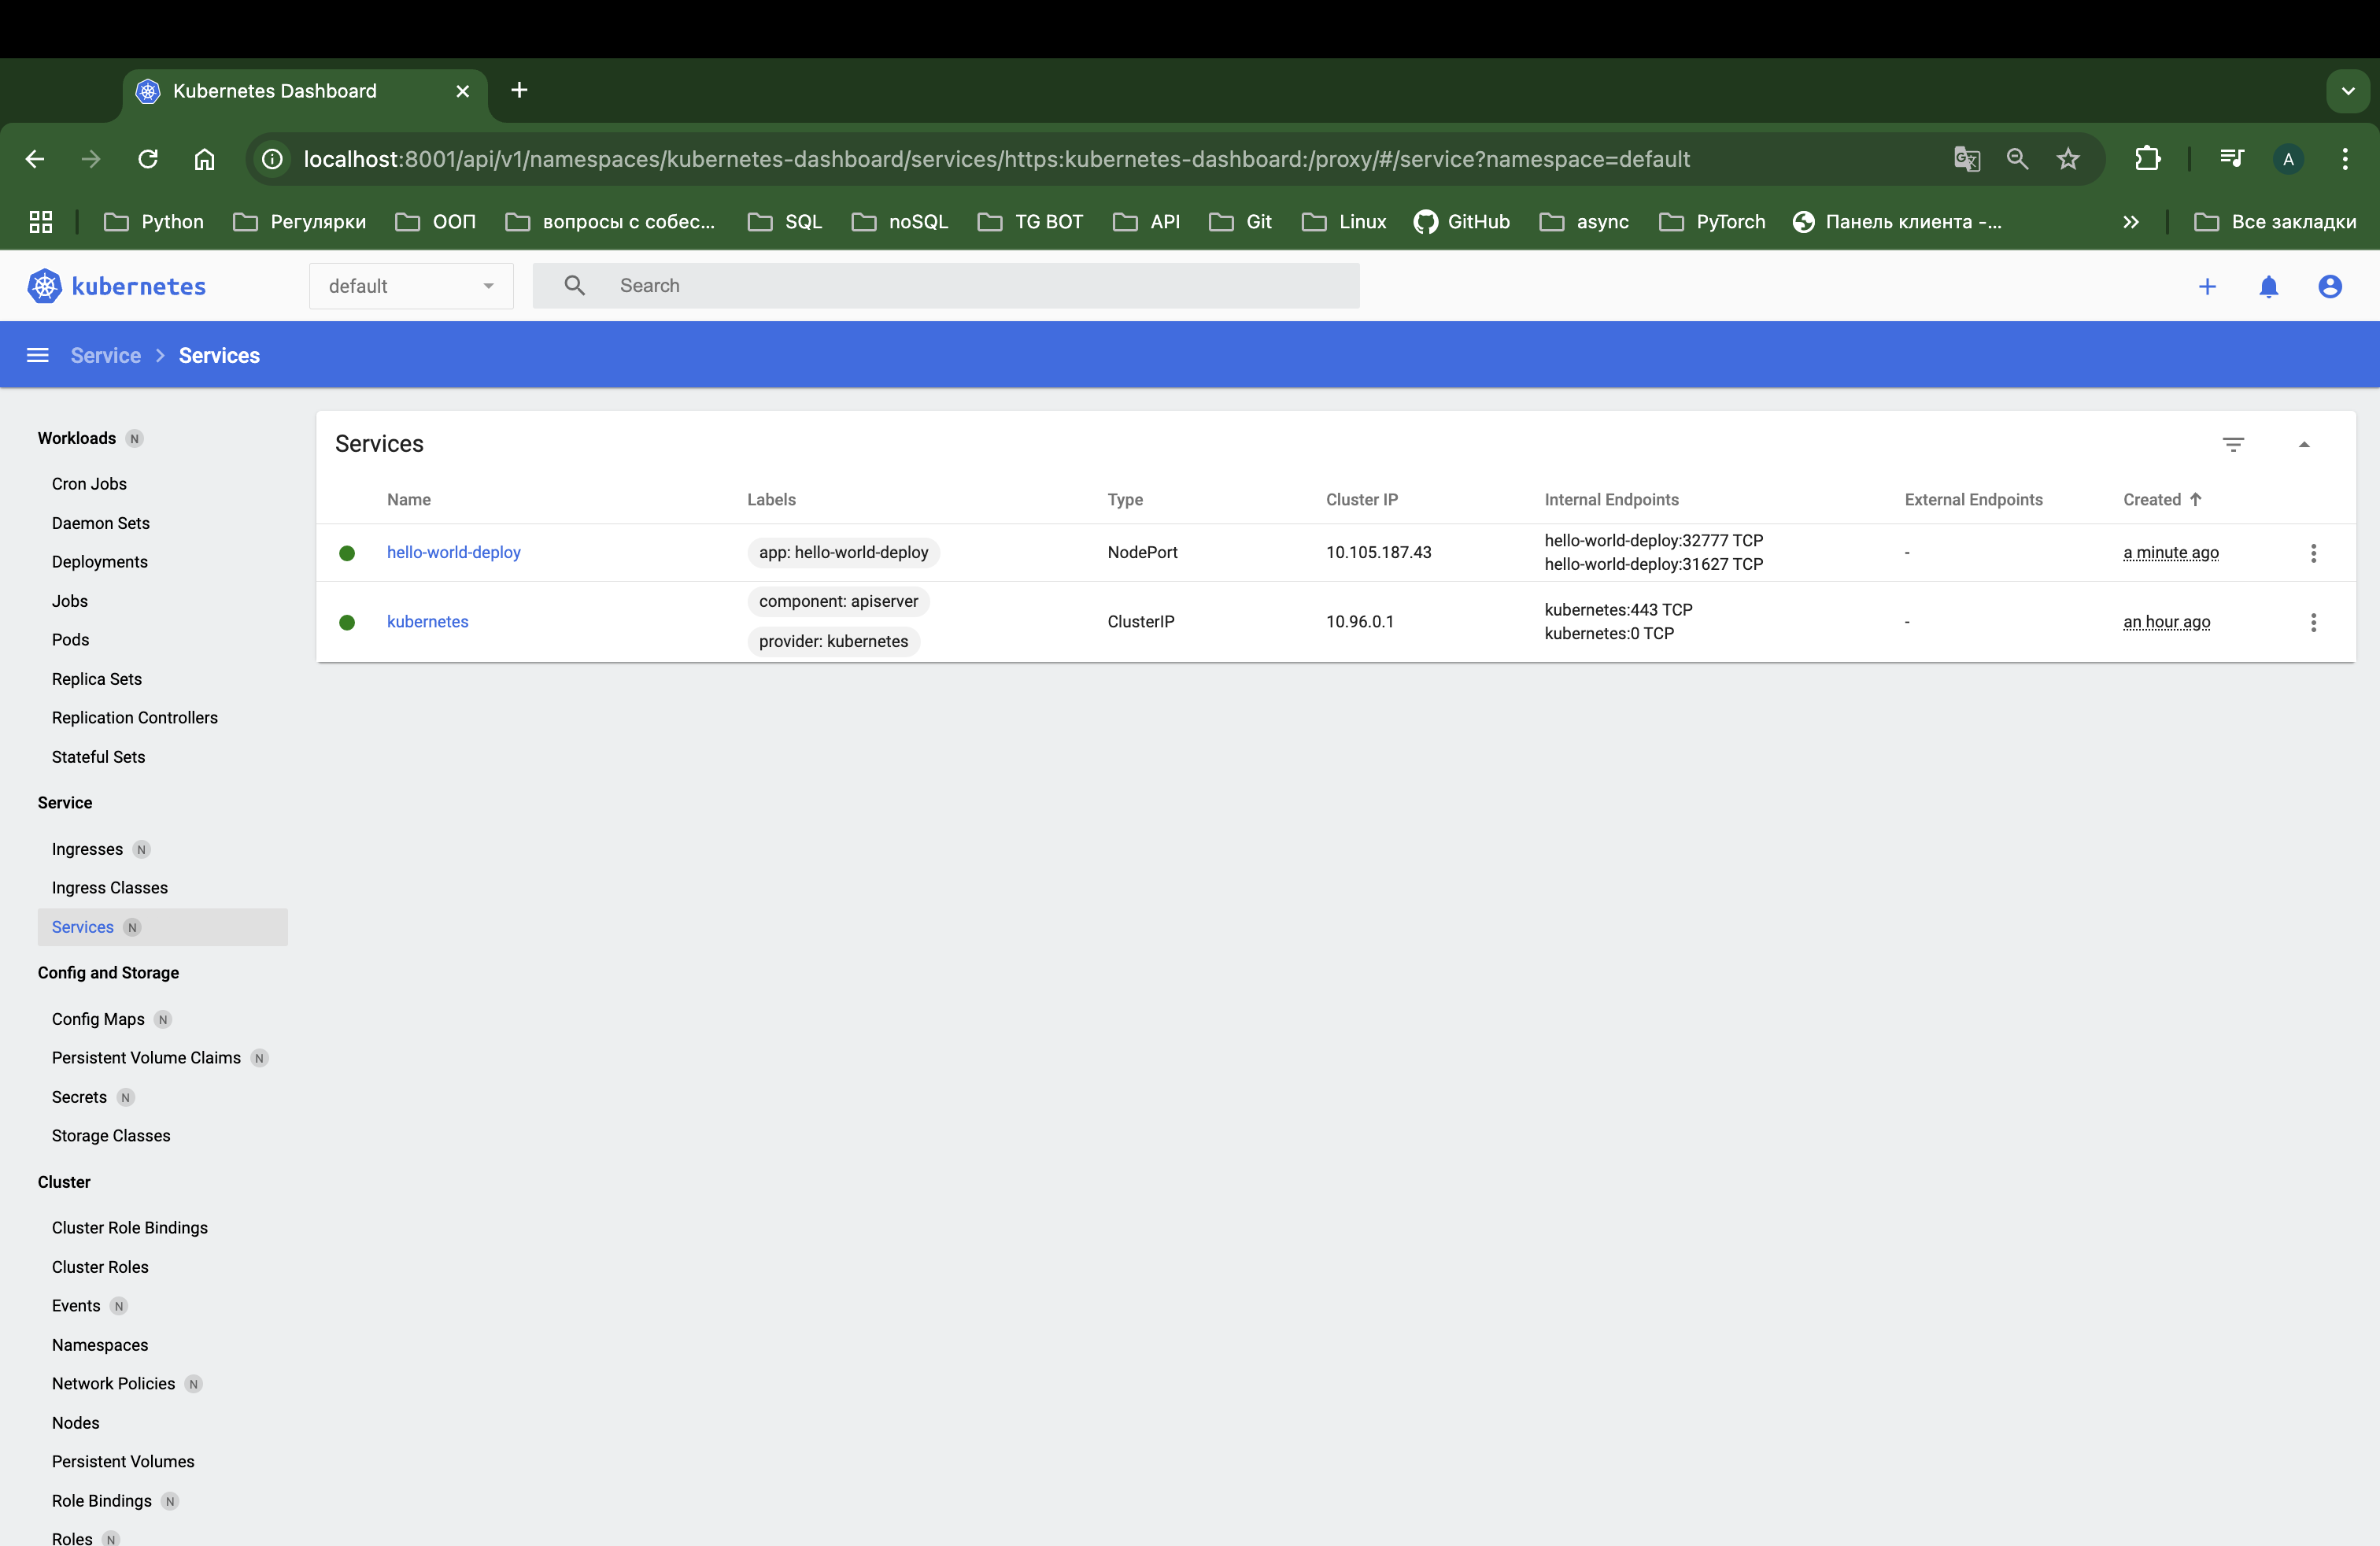 Kubernetes Dashboard
localhost:8001/api/v1/namespaces/kubernetes-dashboard/services/https:kubernetes-dashboard:/proxy/#/service?namespace=default
A
Python Регулярки ООП вопросы с собес... SQL noSQL TG BOT API Git Linux GitHub async PyTorch Панель клиента -... Все закладки
kubernetes default Search
Service Services
Workloads N
Cron Jobs
Daemon Sets
Deployments
Jobs
Pods
Replica Sets
Replication Controllers
Stateful Sets
Service
Ingresses N
Ingress Classes
Services N
Config and Storage
Config Maps N
Persistent Volume Claims N
Secrets N
Storage Classes
Cluster
Cluster Role Bindings
Cluster Roles
Events N
Namespaces
Network Policies N
Nodes
Persistent Volumes
Role Bindings N
Roles N
Services
Name Labels Type Cluster IP Internal Endpoints External Endpoints Created
hello-world-deploy app: hello-world-deploy NodePort 10.105.187.43 hello-world-deploy:32777 TCP - a minute ago
hello-world-deploy:31627 TCP
kubernetes component: apiserver ClusterIP 10.96.0.1 kubernetes:443 TCP - an hour ago
provider: kubernetes kubernetes:0 TCP